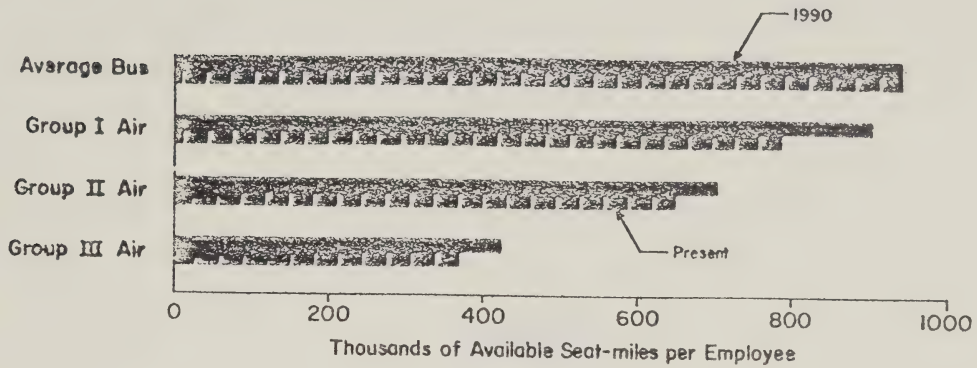 1990
Average Bus
Group I Air
Group II Air
Group III Air
Present
0 200 400 600 800 1000
Thousands of Available Seat-miles per Employee